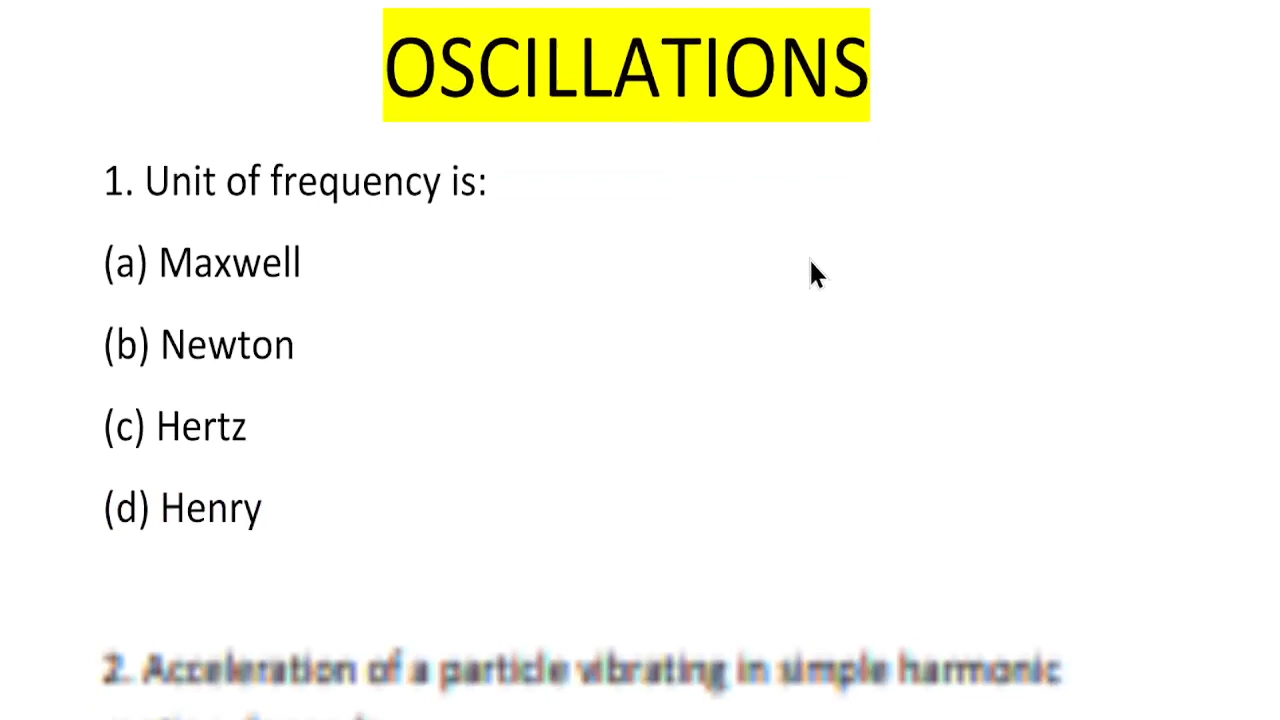 OSCILLATIONS
1. Unit of frequency is:
(a) Maxwell
(b) Newton
(c) Hertz
(d) Henry
2. Acceleration of a particle vibrating in simple harmonic